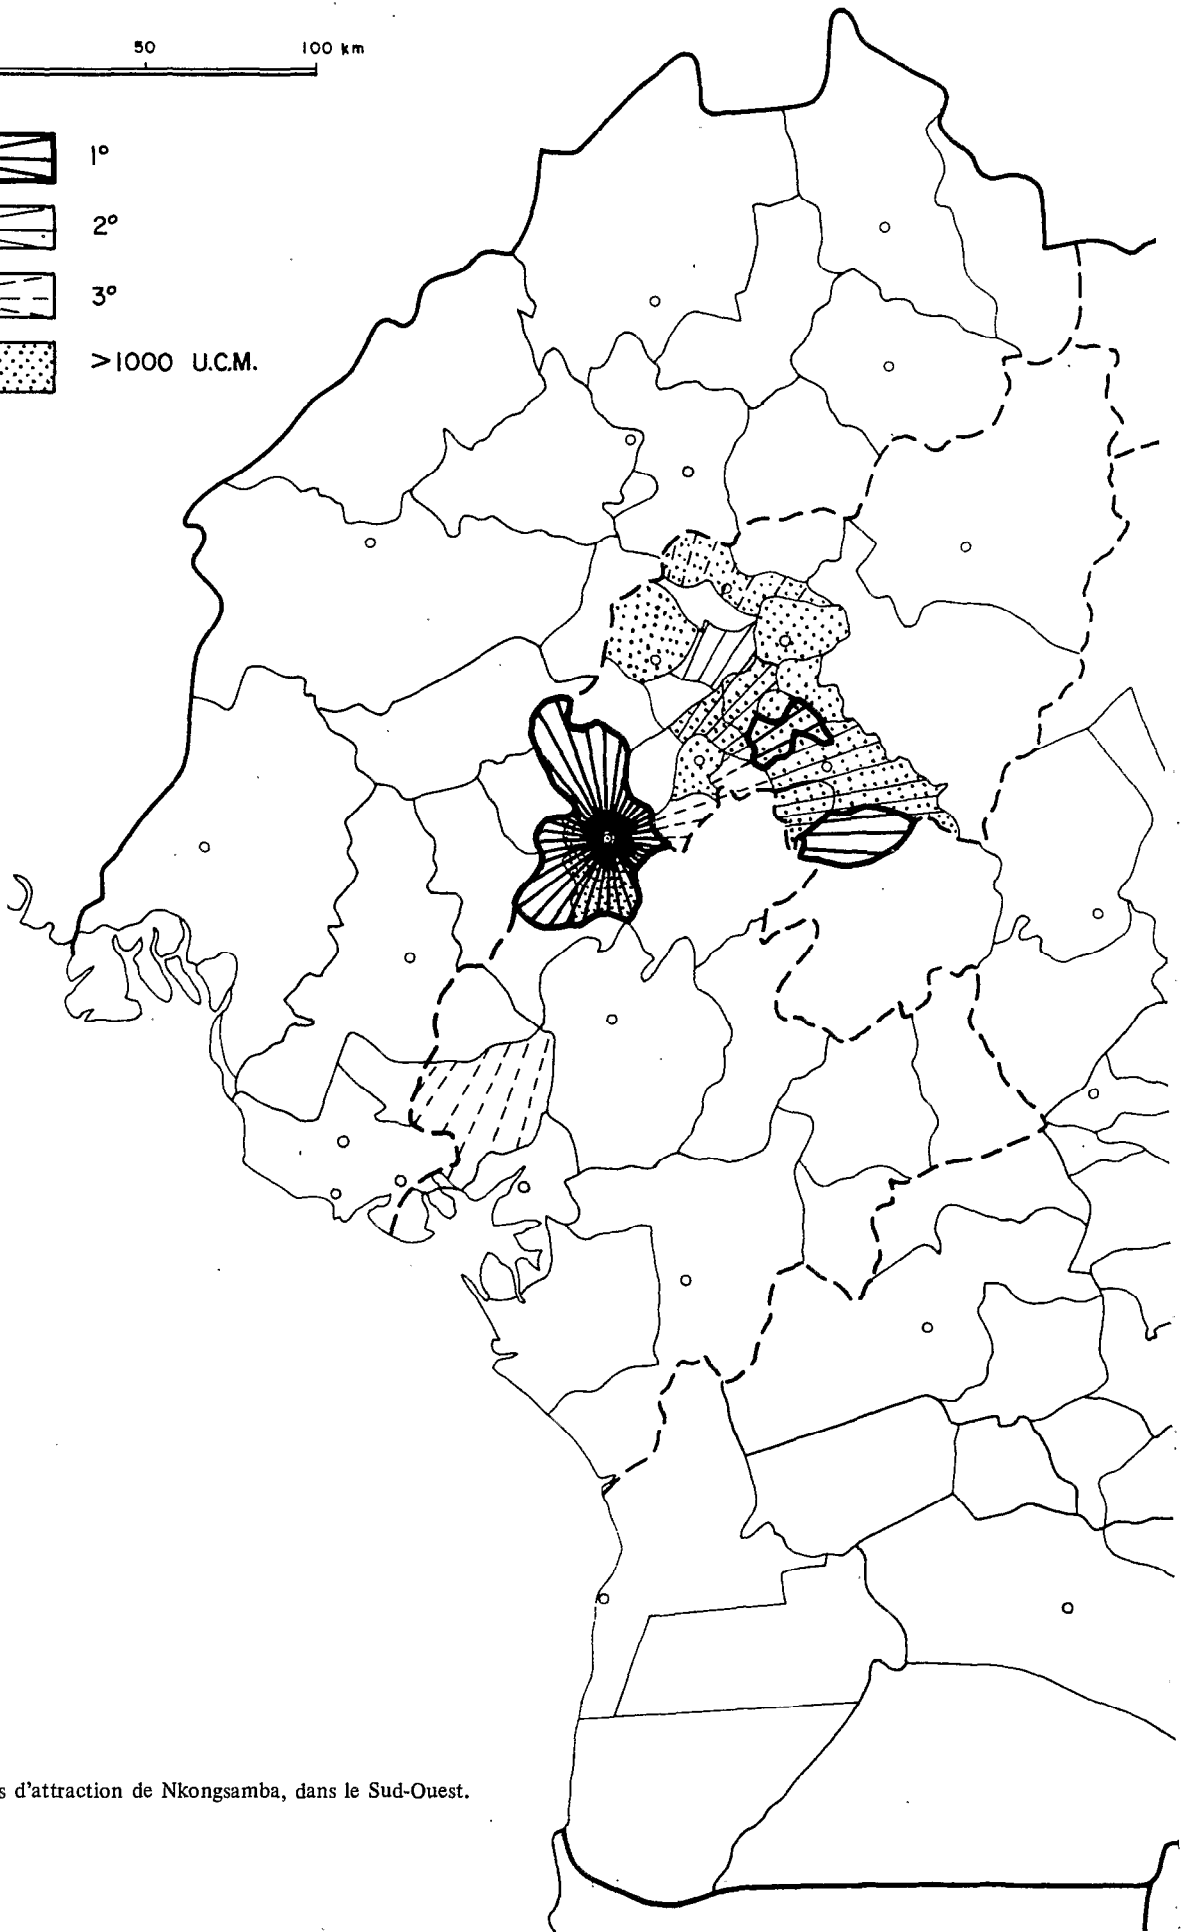 50 100 km
1°
2°
3°
>1000 U.C.M.
s d'attraction de Nkongsamba, dans le Sud-Ouest.